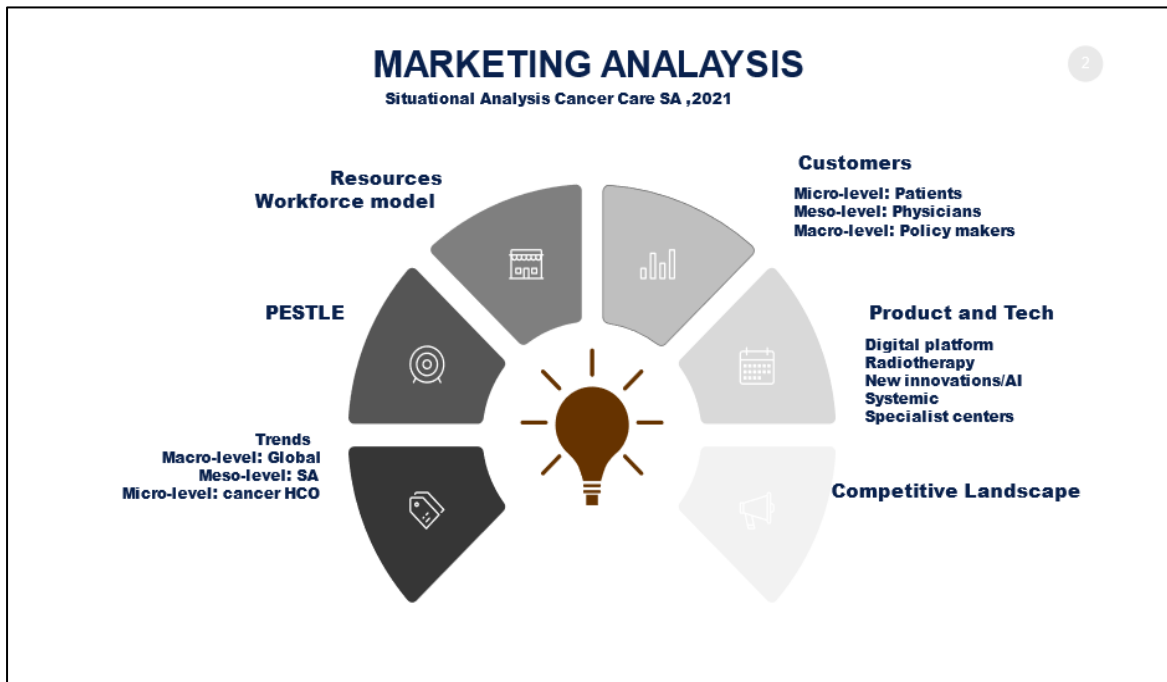 MARKETING ANALAYSIS
2
Situational Analysis Cancer Care SA ,2021
Resources
Workforce model
Customers
Micro-level: Patients
Meso-level: Physicians
Macro-level: Policy makers
PESTLE
Product and Tech
Digital platform
Radiotherapy
New innovations/AI
Systemic
Specialist centers
Trends
Macro-level: Global
Meso-level: SA
Micro-level: cancer HCO
Competitive Landscape